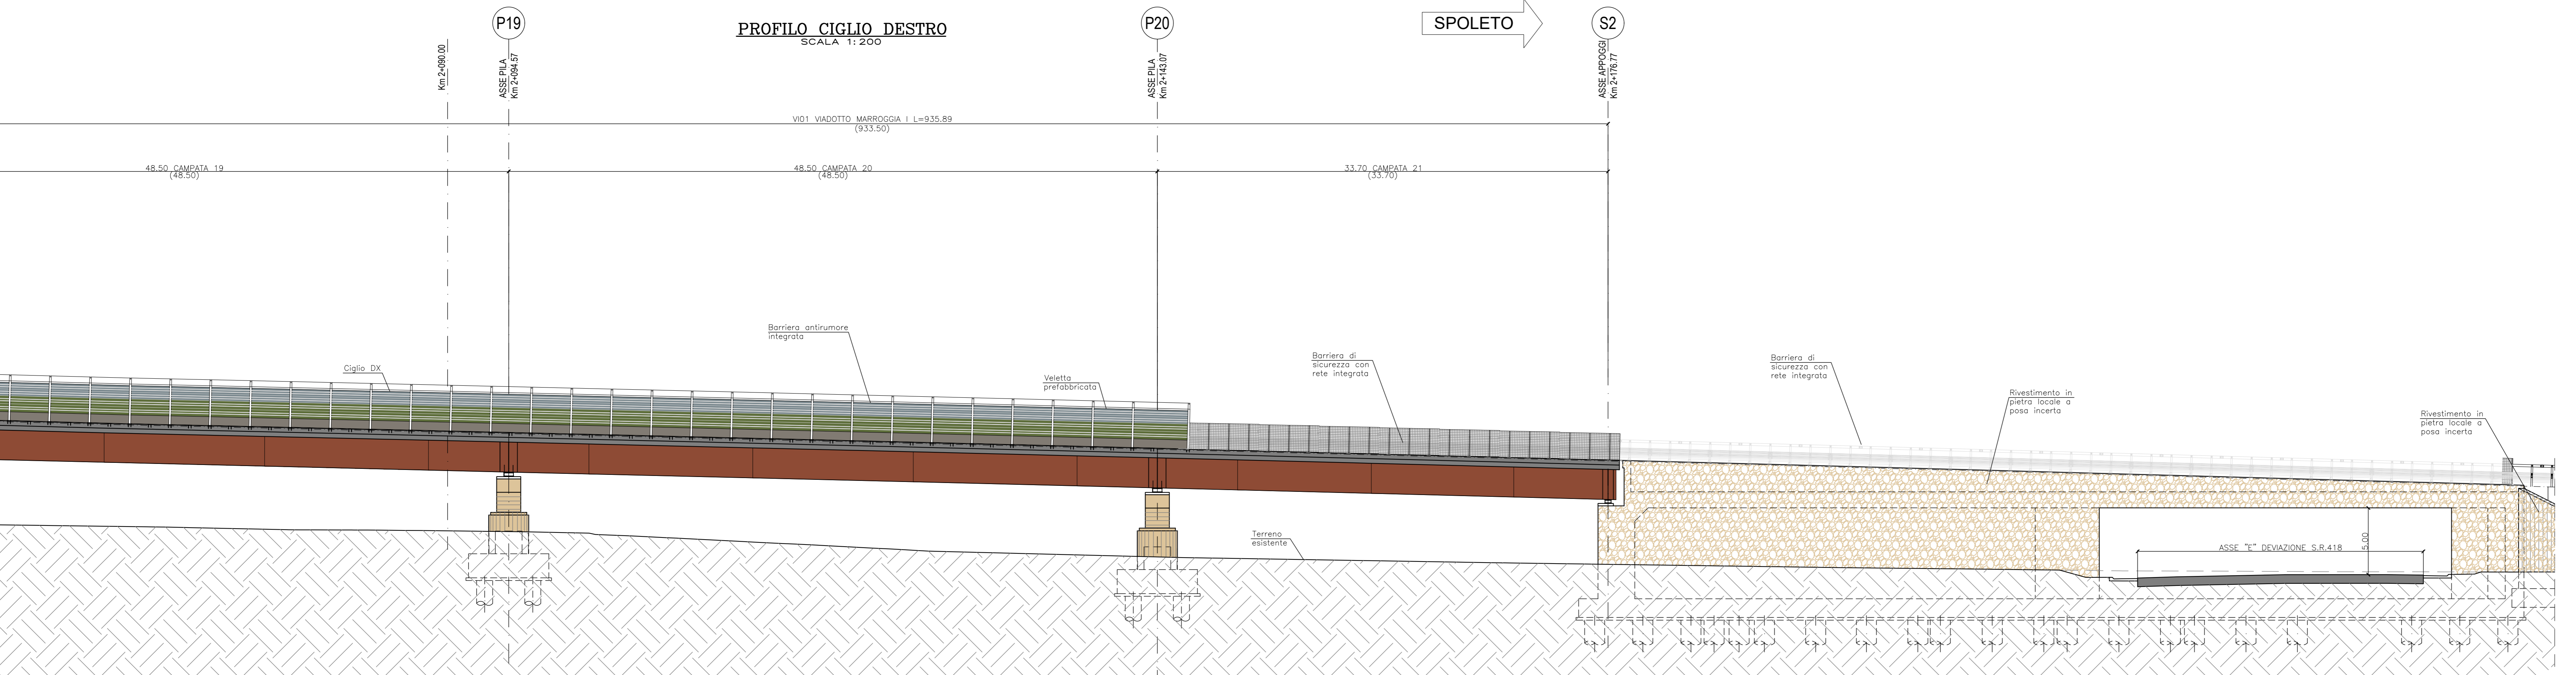 P19
PROFILO CIGLIO DESTRO
SCALA 1:200
P20
SPOLETO
S2
Km 2+090.00
ASSE PILA
Km 2+094.57
ASSE PILA
Km 2+143.07
ASSE APPOGGI
Km 2+176.77
VI01 VIADOTTO MARROGGIA I L=935.89
(933.50)
48.50 CAMPATA 19
(48.50)
48.50 CAMPATA 20
(48.50)
33.70 CAMPATA 21
(33.70)
Ciglio DX
Barriera antirumore
integrata
Veletta
prefabbricata
Barriera di
sicurezza con
rete integrata
Barriera di
sicurezza con
rete integrata
Rivestimento in
pietra locale a
posa incerta
Rivestimento in
pietra locale a
posa incerta
Terreno
esistente
ASSE "E" DEVIAZIONE S.R.418
5.00